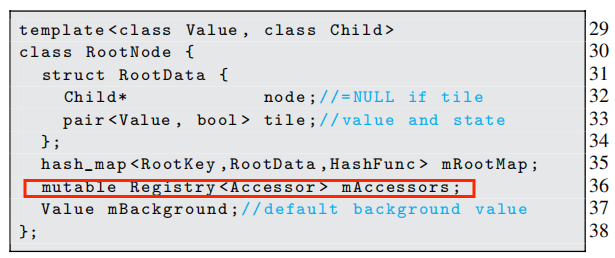 template<class Value, class Child> 29
class RootNode { 30
struct RootData { 31
Child* node;//=NULL if tile 32
pair<Value, bool> tile;//value and state 33
}; 34
hash_map<RootKey,RootData,HashFunc> mRootMap; 35
mutable Registry<Accessor> mAccessors; 36
Value mBackground;//default background value 37
}; 38